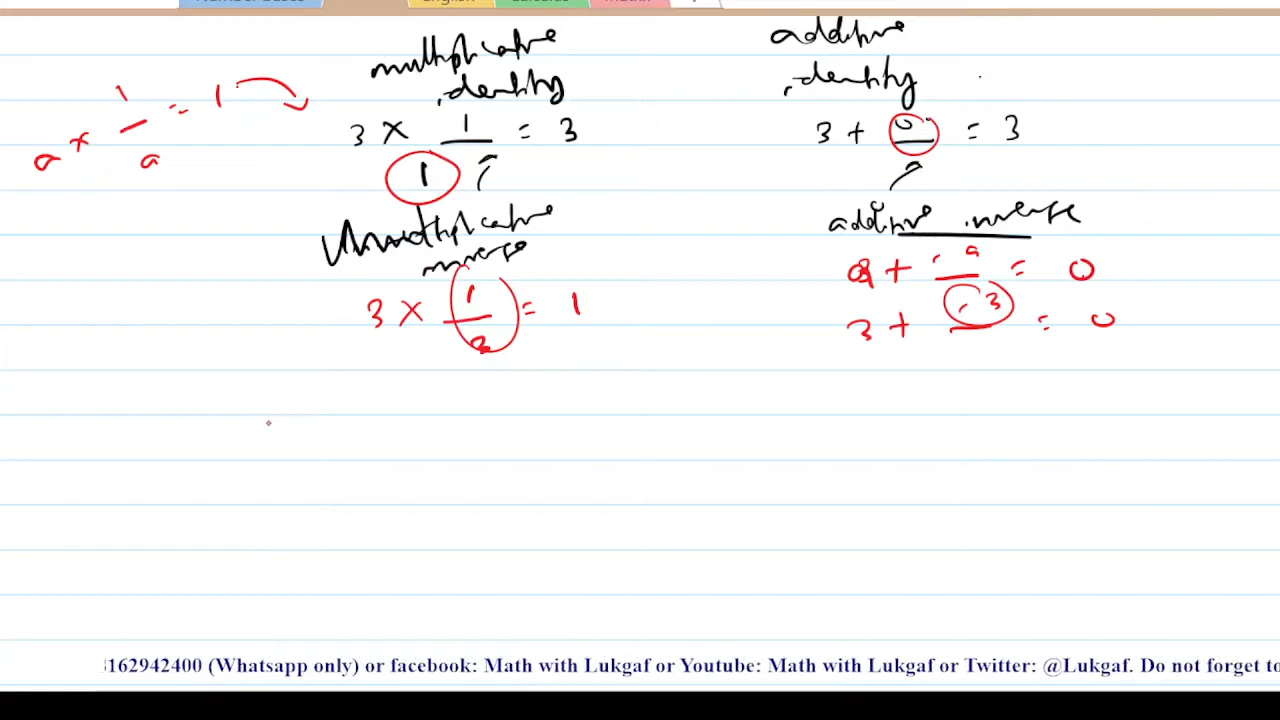 multiplicative
identity
3 × 1 = 3
1
multiplicative
inverse
3 × 1/3 = 1
a × 1/a = 1
additive
identity
3 + 0 = 3
additive inverse
a + -a = 0
3 + -3 = 0
162942400 (Whatsapp only) or facebook: Math with Lukgaf or Youtube: Math with Lukgaf or Twitter: @Lukgaf. Do not forget to